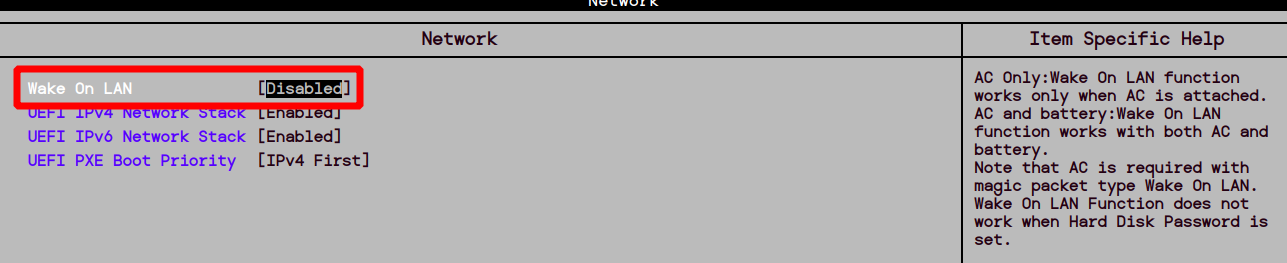 Network
Network
Item Specific Help
Wake On LAN [Disabled]
UEFI IPv4 Network Stack [Enabled]
UEFI IPv6 Network Stack [Enabled]
UEFI PXE Boot Priority [IPv4 First]
AC Only:Wake On LAN function
works only when AC is attached.
AC and battery:Wake On LAN
function works with both AC and
battery.
Note that AC is required with
magic packet type Wake On LAN.
Wake On LAN Function does not
work when Hard Disk Password is
set.